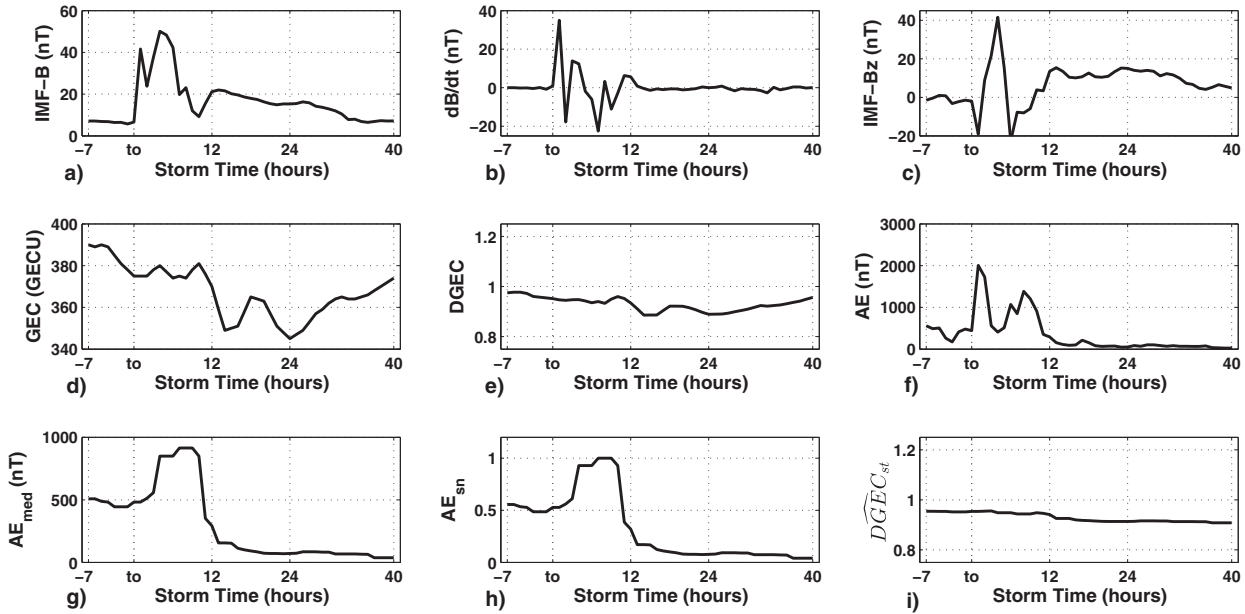 60
40
20
0
IMF−B (nT)
−7 to 12 24 40
Storm Time (hours)
a)
40
20
0
−20
dB/dt (nT)
−7 to 12 24 40
Storm Time (hours)
b)
40
20
0
−20
IMF−Bz (nT)
−7 to 12 24 40
Storm Time (hours)
c)
400
380
360
340
GEC (GECU)
−7 to 12 24 40
Storm Time (hours)
d)
1.2
1
0.8
DGEC
−7 to 12 24 40
Storm Time (hours)
e)
3000
2000
1000
0
AE (nT)
−7 to 12 24 40
Storm Time (hours)
f)
1000
500
0
AEmed (nT)
−7 to 12 24 40
Storm Time (hours)
g)
1
0.5
0
AEsn
−7 to 12 24 40
Storm Time (hours)
h)
1.2
1
0.8
\widehat{DGEC}_{st}
−7 to 12 24 40
Storm Time (hours)
i)